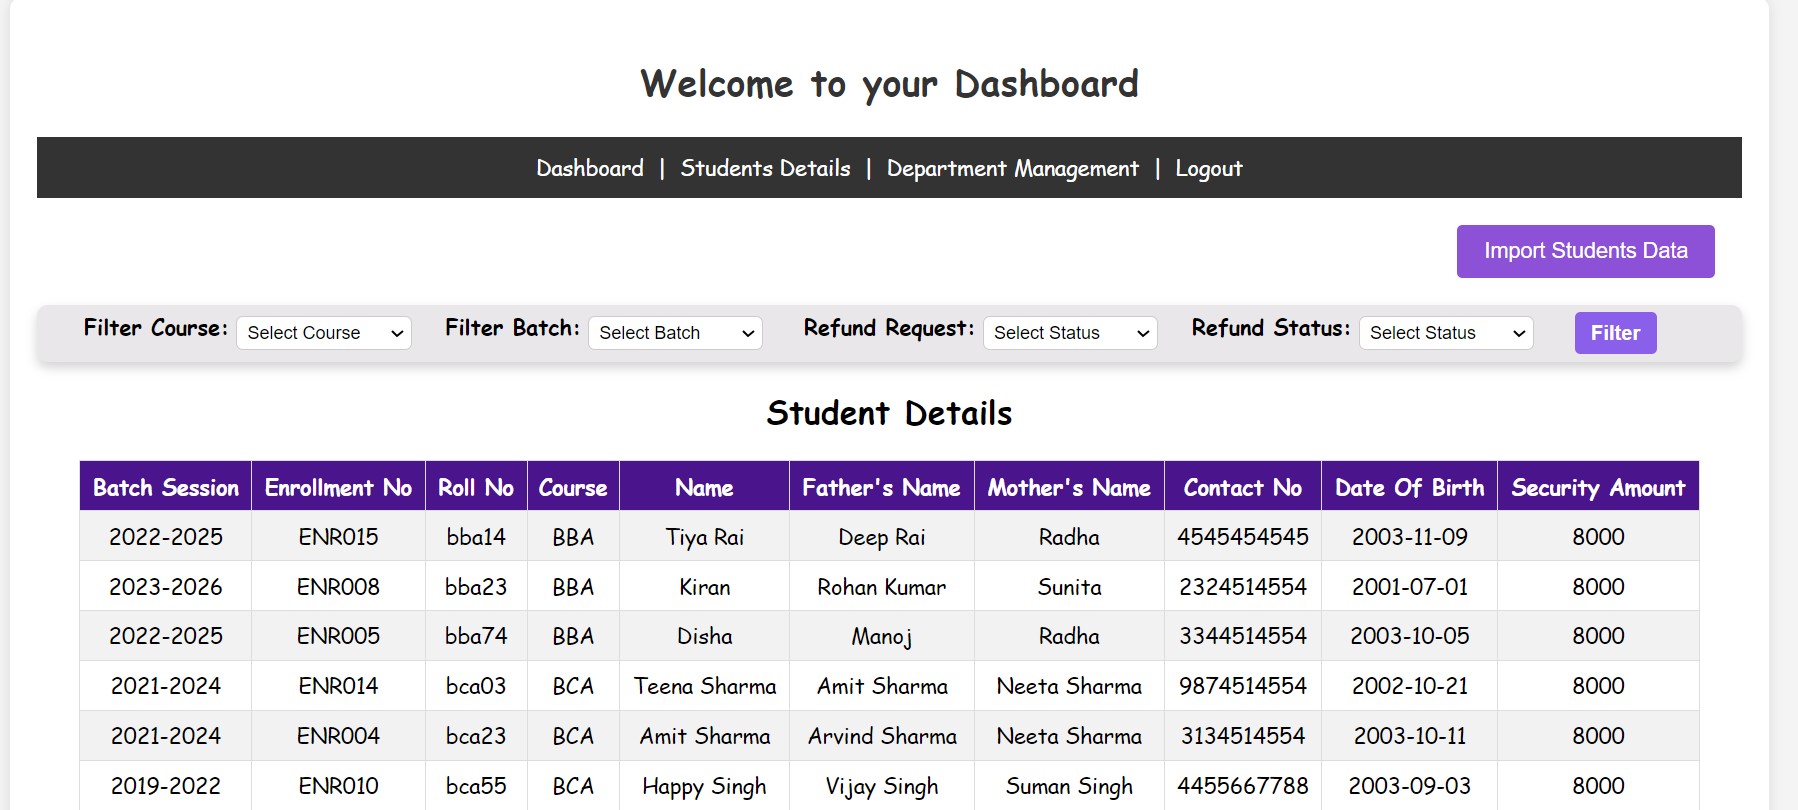 Welcome to your Dashboard
Dashboard | Students Details | Department Management | Logout
Import Students Data
Filter Course: Select Course Filter Batch: Select Batch Refund Request: Select Status Refund Status: Select Status Filter
Student Details
Batch Session Enrollment No Roll No Course Name Father's Name Mother's Name Contact No Date Of Birth Security Amount
2022-2025 ENR015 bba14 BBA Tiya Rai Deep Rai Radha 4545454545 2003-11-09 8000
2023-2026 ENR008 bba23 BBA Kiran Rohan Kumar Sunita 2324514554 2001-07-01 8000
2022-2025 ENR005 bba74 BBA Disha Manoj Radha 3344514554 2003-10-05 8000
2021-2024 ENR014 bca03 BCA Teena Sharma Amit Sharma Neeta Sharma 9874514554 2002-10-21 8000
2021-2024 ENR004 bca23 BCA Amit Sharma Arvind Sharma Neeta Sharma 3134514554 2003-10-11 8000
2019-2022 ENR010 bca55 BCA Happy Singh Vijay Singh Suman Singh 4455667788 2003-09-03 8000